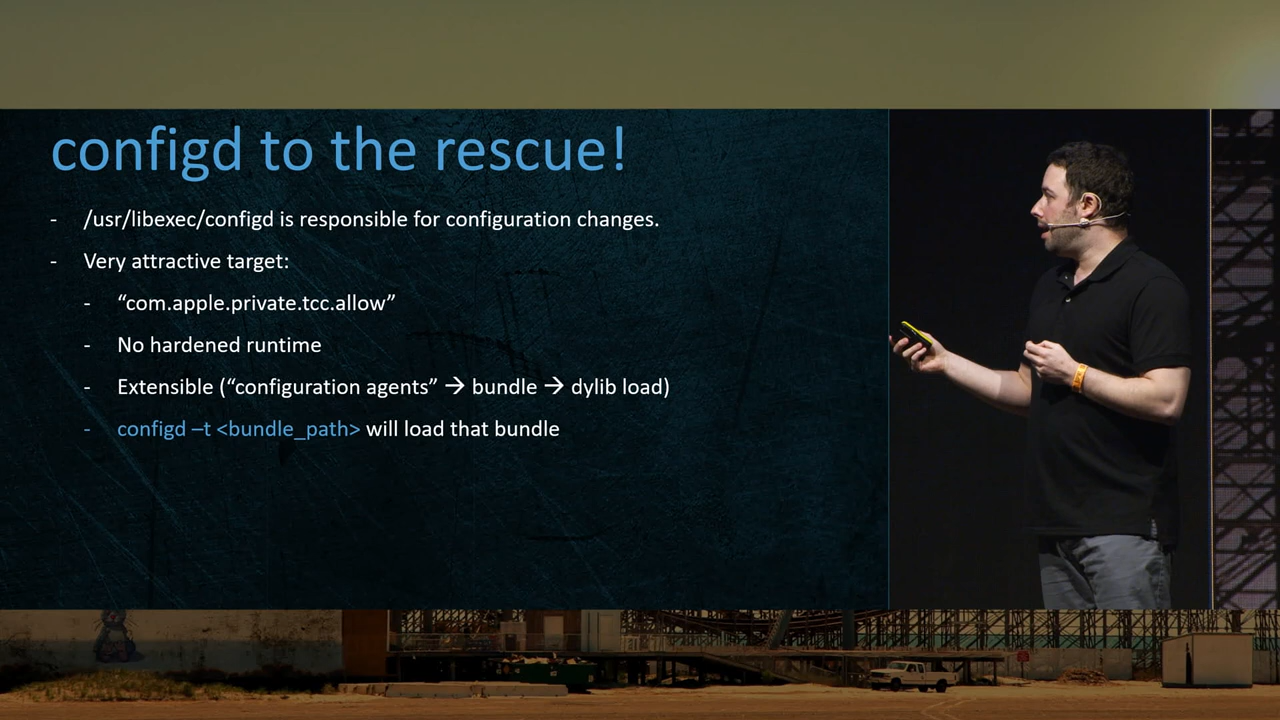 configd to the rescue!
- /usr/libexec/configd is responsible for configuration changes.
- Very attractive target:
- “com.apple.private.tcc.allow”
- No hardened runtime
- Extensible (“configuration agents” → bundle → dylib load)
- configd –t <bundle_path> will load that bundle